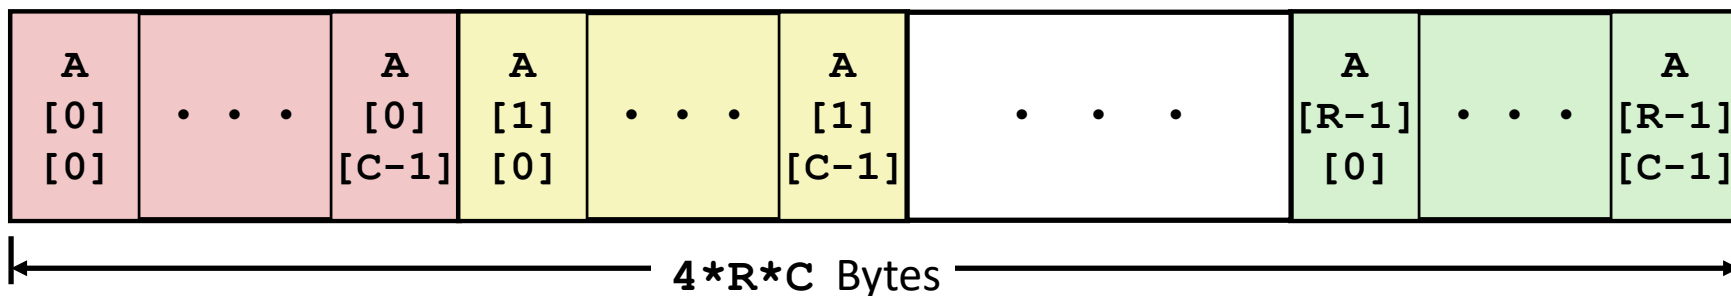 A A A A A A
[0] • • • [0] [1] • • • [1] • • • [R-1] • • • [R-1]
[0] [C-1] [0] [C-1] [0] [C-1]
4*R*C Bytes